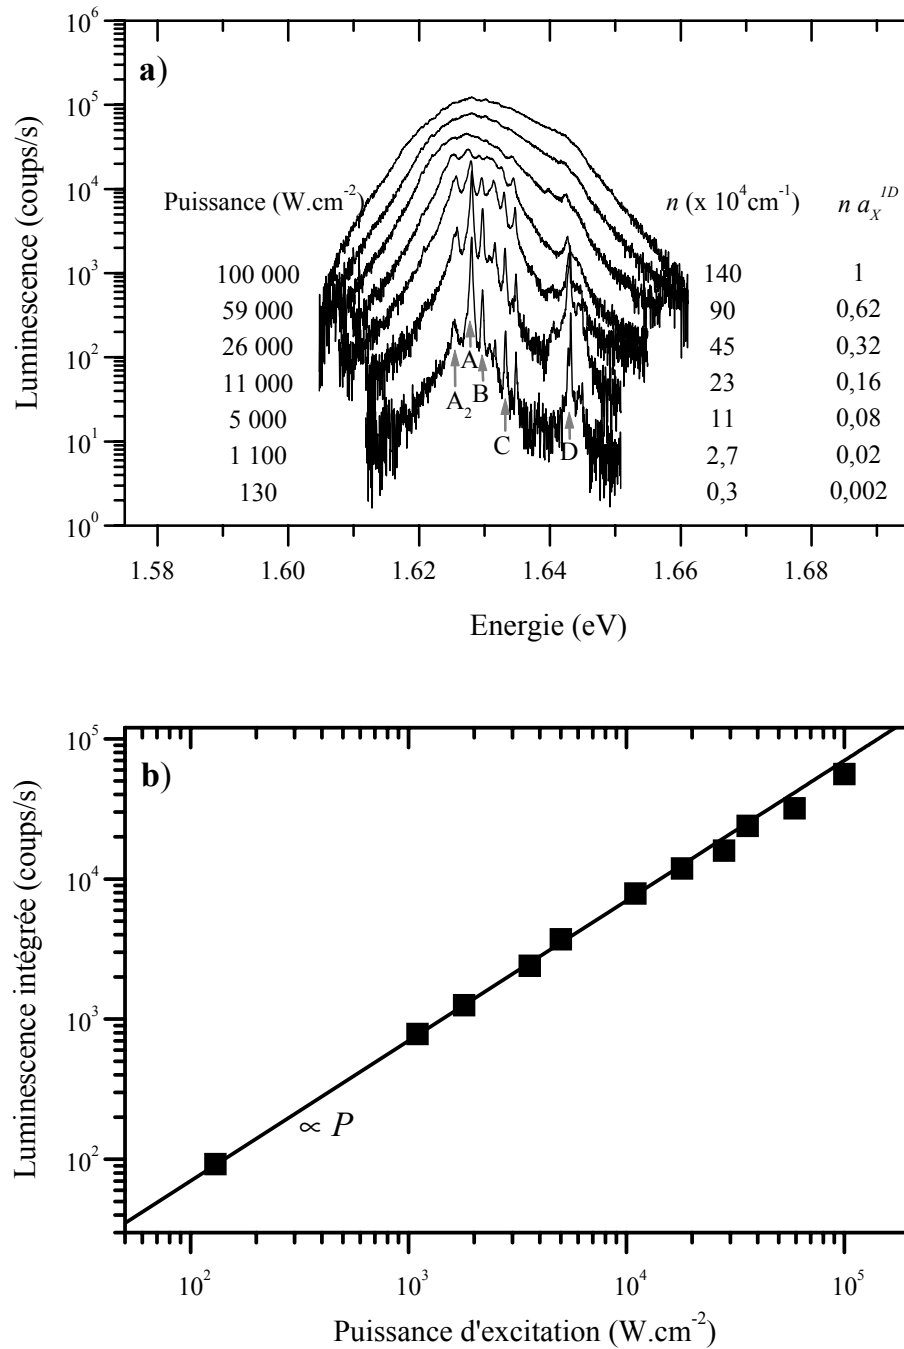 a)
Luminescence (coups/s)
10^6
10^5
10^4
10^3
10^2
10^1
10^0
Puissance (W.cm^-2) n (x 10^4cm^-1) n a_X^1D
100 000 140 1
59 000 90 0,62
26 000 45 0,32
11 000 23 0,16
5 000 11 0,08
1 100 2,7 0,02
130 0,3 0,002
A
A_2 B
C D
1.58 1.60 1.62 1.64 1.66 1.68
Energie (eV)
b)
Luminescence intégrée (coups/s)
10^5
10^4
10^3
10^2
∝ P
10^2 10^3 10^4 10^5
Puissance d'excitation (W.cm^-2)